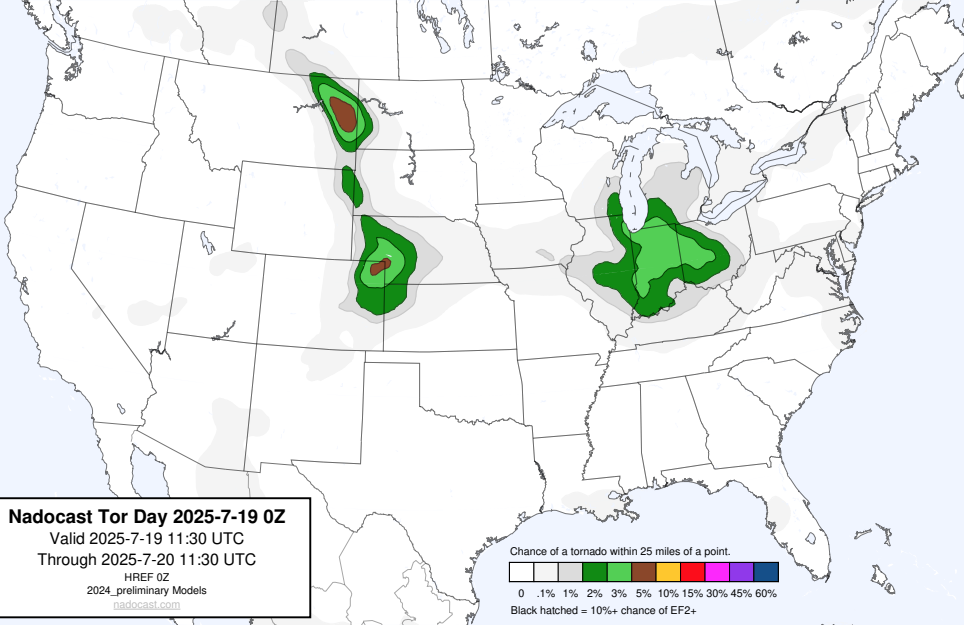 Nadocast Tor Day 2025-7-19 0Z
Valid 2025-7-19 11:30 UTC
Through 2025-7-20 11:30 UTC
HREF 0Z
2024_preliminary Models
nadocast.com
Chance of a tornado within 25 miles of a point.
0 .1% 1% 2% 3% 5% 10% 15% 30% 45% 60%
Black hatched = 10%+ chance of EF2+